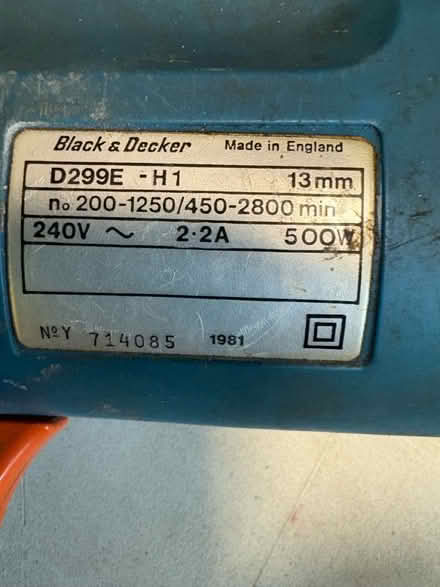 Black & Decker Made in England
D299E -H1 13mm
no 200-1250/450-2800 min
240V ~ 2·2A 500W
NºY 714085 1981